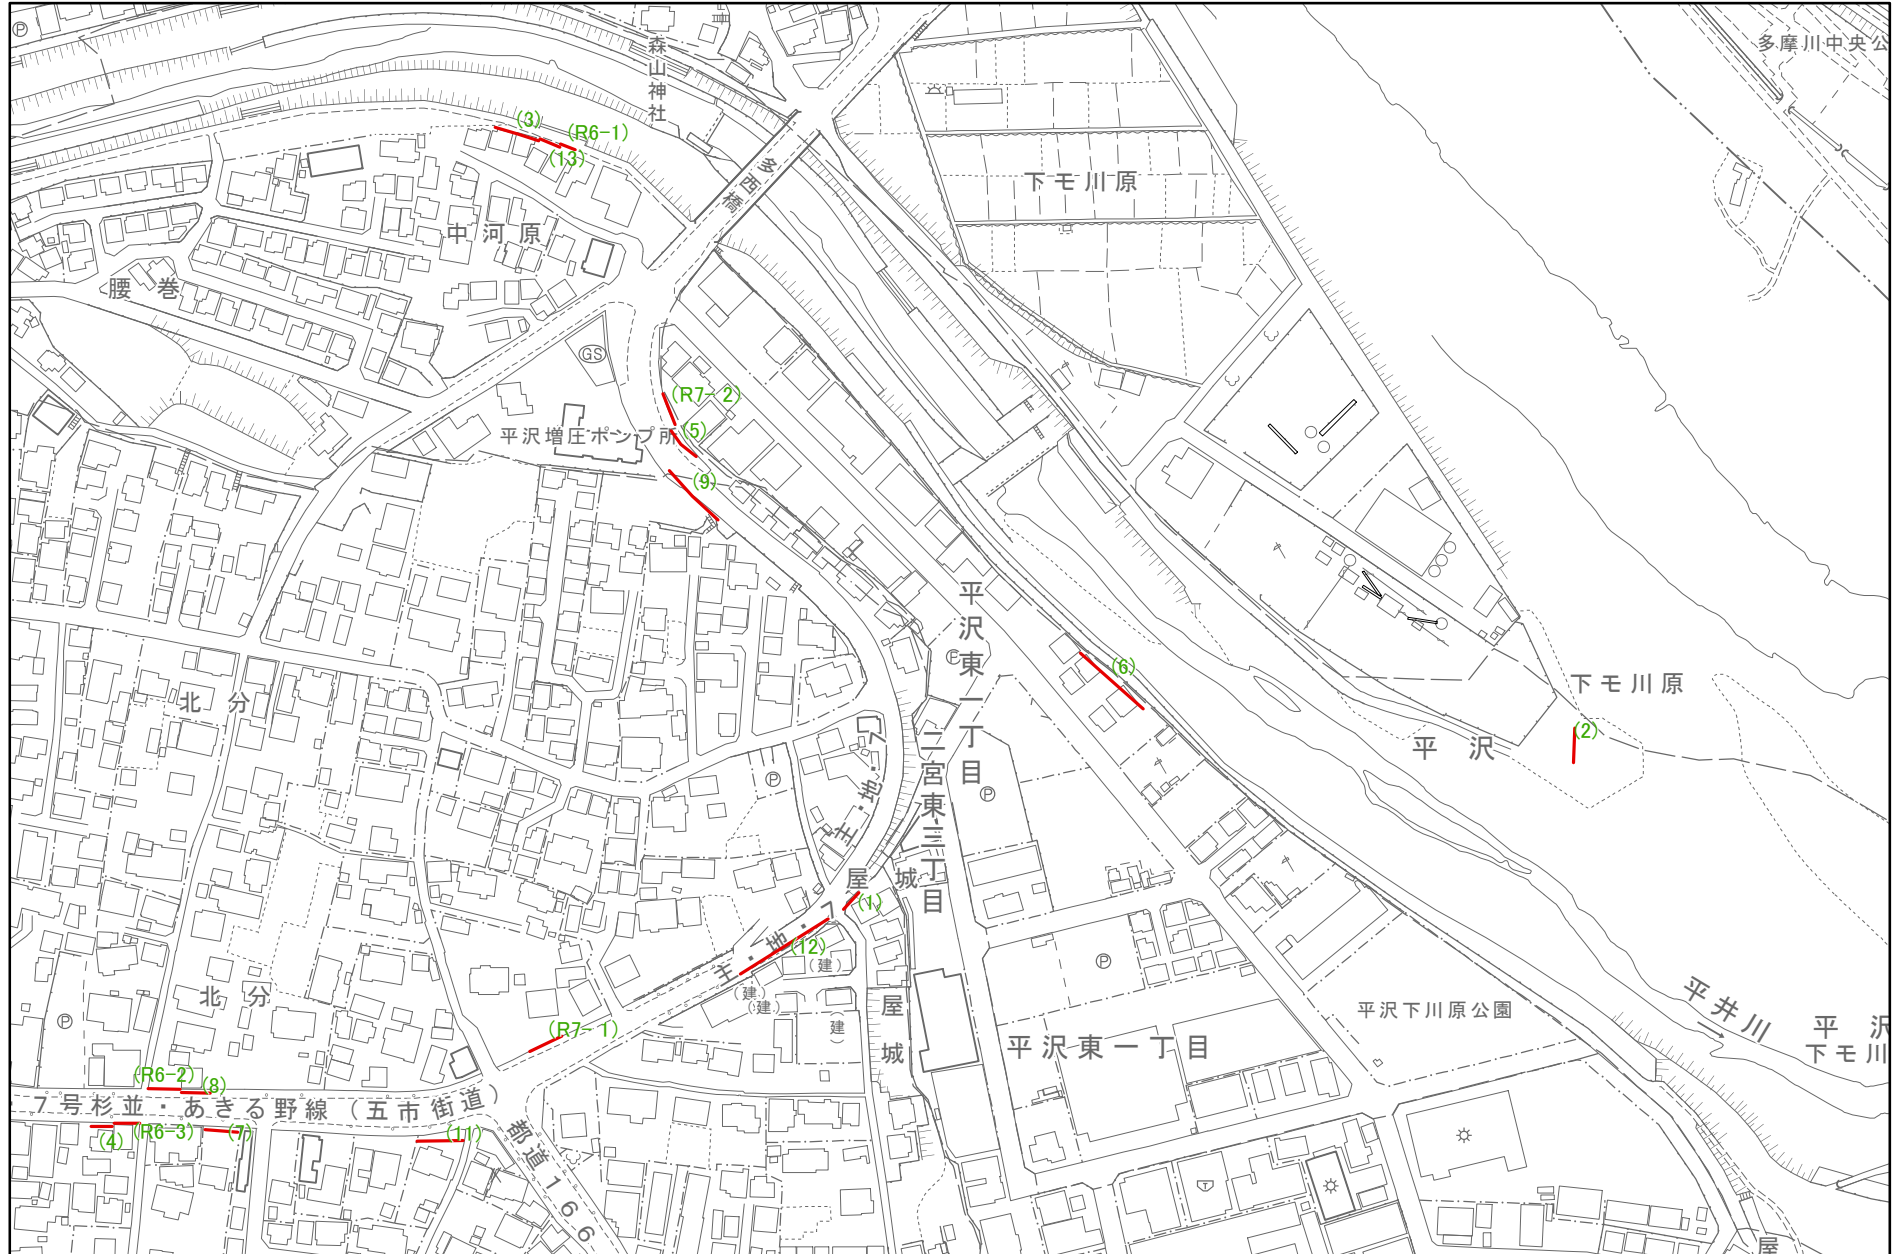 P
森山神社
多摩川中央公
(3)
(R6-1)
(13)
多西橋
下モ川原
中河原
腰巻
GS
(R7-2)
平沢増圧ポンプ所
(5)
(9)
平沢東一丁目
P
(6)
下モ川原
北分
(2)
平沢
二宮東三丁目
P
P
主・地・7
屋城
(1)
主・地・7
(12)
(建)
(建)
(建)
(建)
P
北分
P
屋城
平沢下川原公園
平井川
平沢
下モ川
(R7-1)
平沢東一丁目
(R6-2)
(8)
7号杉並・あきる野線(五市街道)
(4)
(R6-3)
(7)
(11)
都道166
屋